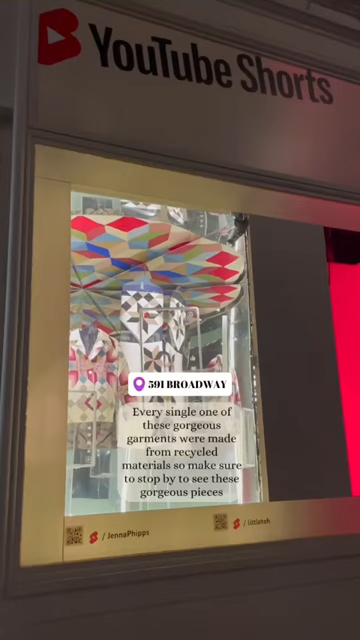 YouTube Shorts
591 BROADWAY
Every single one of
these gorgeous
garments were made
from recycled
materials so make sure
to stop by to see these
gorgeous pieces
/JennaPhipps